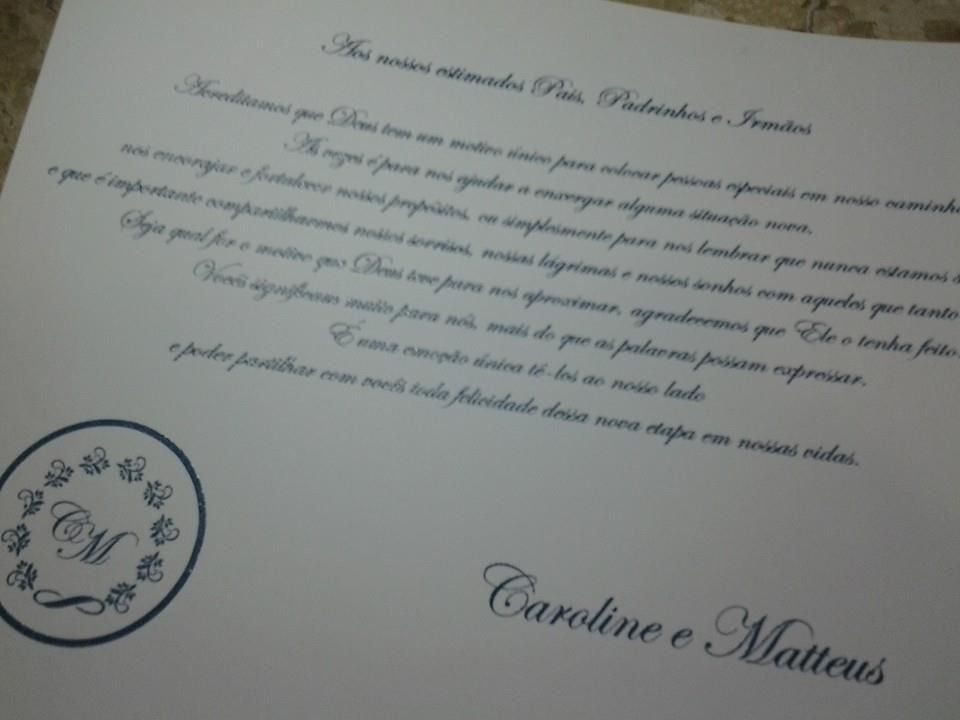 Aos nossos estimados Pais, Padrinhos e Irmãos
Acreditamos que Deus tem um motivo único para colocar pessoas especiais em nosso caminho
As vezes é para nos ajudar a enxergar alguma situação nova,
nos encorajar e fortalecer nossos propósitos, ou simplesmente para nos lembrar que nunca estamos s
e que é importante compartilharmos nossos sorrisos, nossas lágrimas e nossos sonhos com aqueles que tanto
Seja qual for o motivo que Deus teve para nos aproximar, agradecemos que Ele o tenha feito.
Vocês significam muito para nós, mais do que as palavras possam expressar.
É uma emoção única tê-los ao nosso lado
e poder partilhar com vocês toda felicidade dessa nova etapa em nossas vidas.
CM
Caroline e Matteus